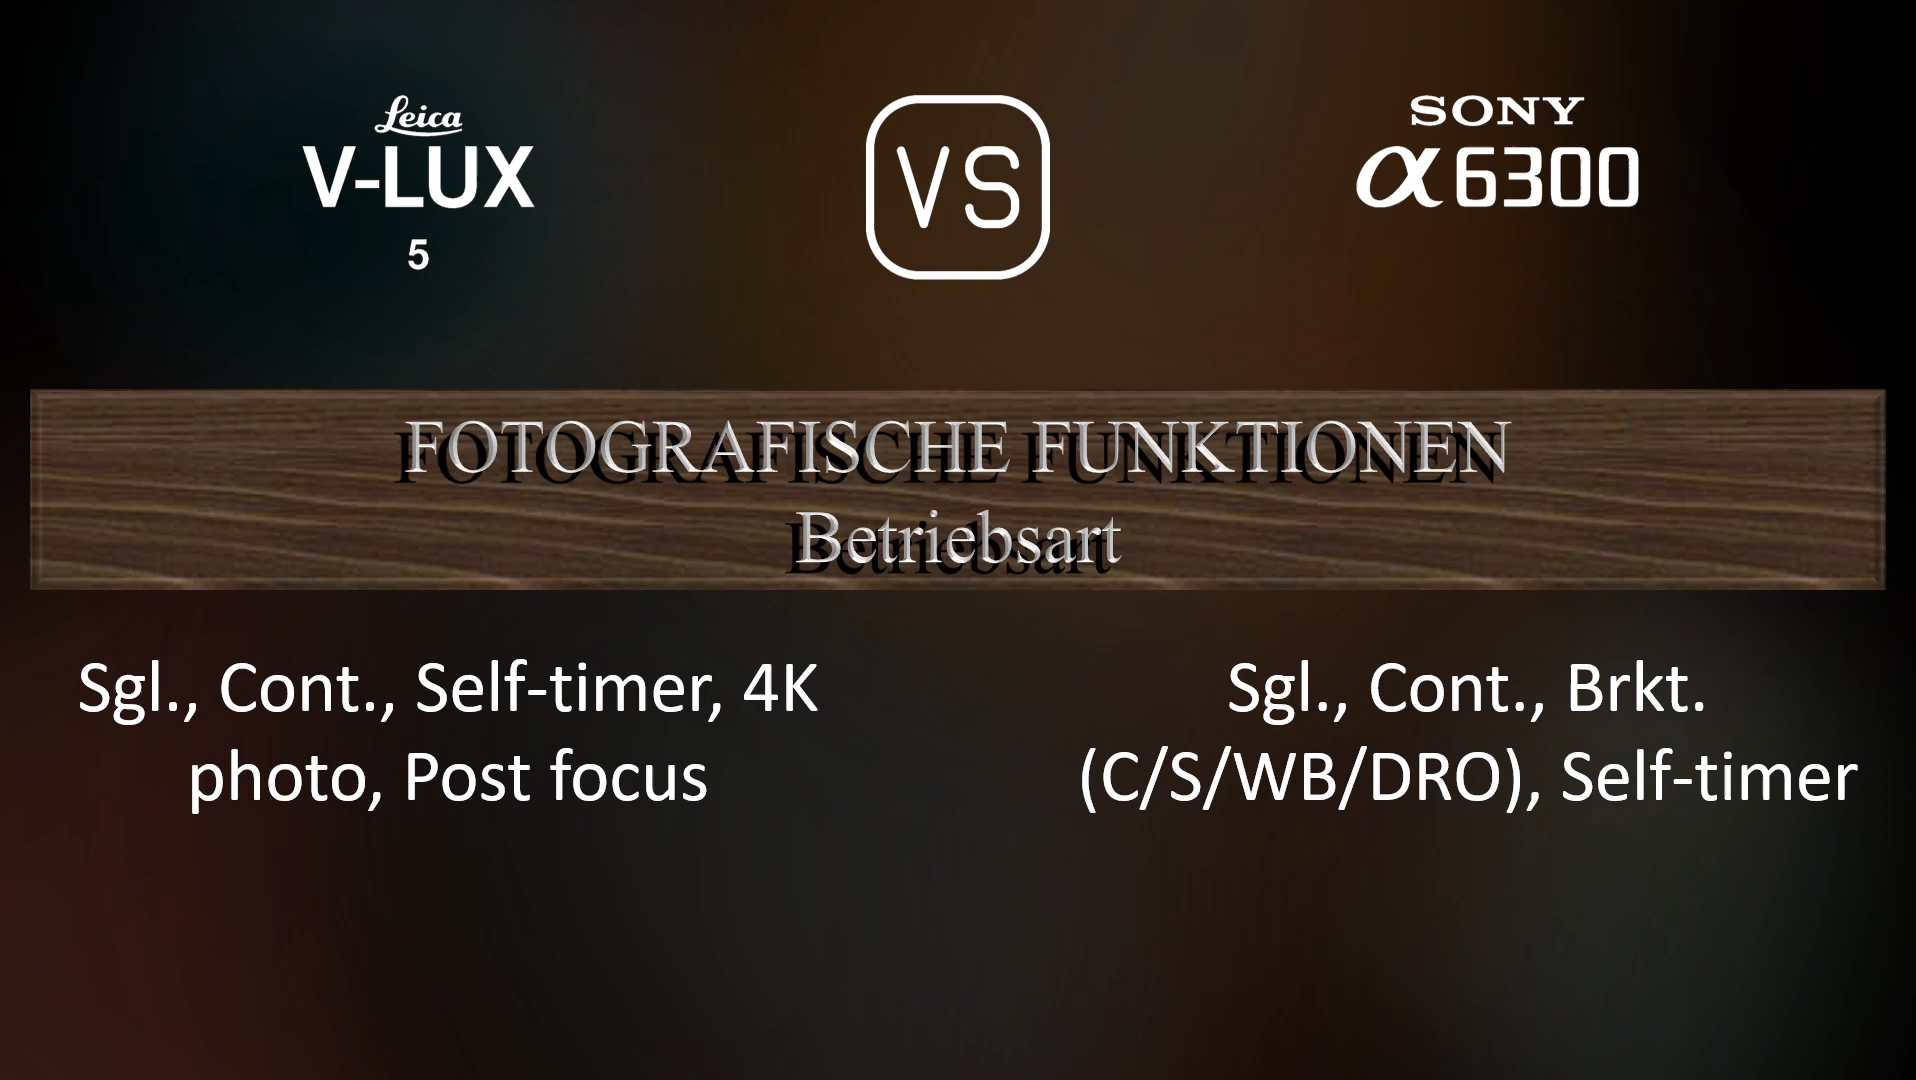 Leica
V-LUX
5
VS
SONY
α6300
FOTOGRAFISCHE FUNKTIONEN
Betriebsart
Sgl., Cont., Self-timer, 4K
photo, Post focus
Sgl., Cont., Brkt.
(C/S/WB/DRO), Self-timer